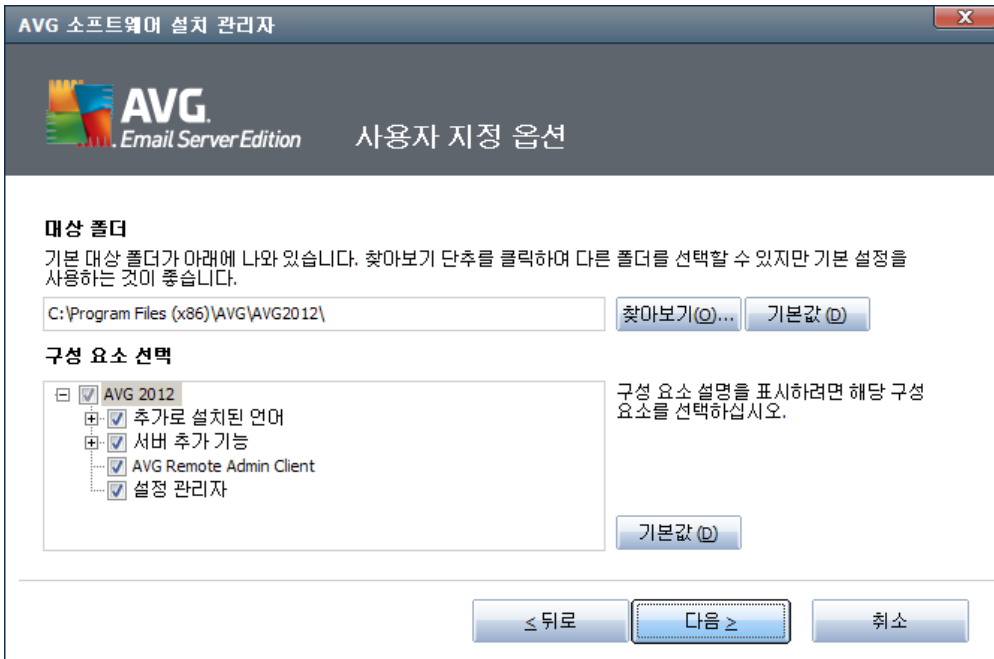 AVG 소프트웨어 설치 관리자
AVG.
Email Server Edition
사용자 지정 옵션
대상 폴더
기본 대상 폴더가 아래에 나와 있습니다. 찾아보기 단추를 클릭하여 다른 폴더를 선택할 수 있지만 기본 설정을
사용하는 것이 좋습니다.
C:\Program Files (x86)\AVG\AVG2012\
찾아보기(O)...
기본값 (D)
구성 요소 선택
AVG 2012
추가로 설치된 언어
서버 추가 기능
AVG Remote Admin Client
설정 관리자
구성 요소 설명을 표시하려면 해당 구성
요소를 선택하십시오.
기본값 (D)
< 뒤로
다음 >
취소